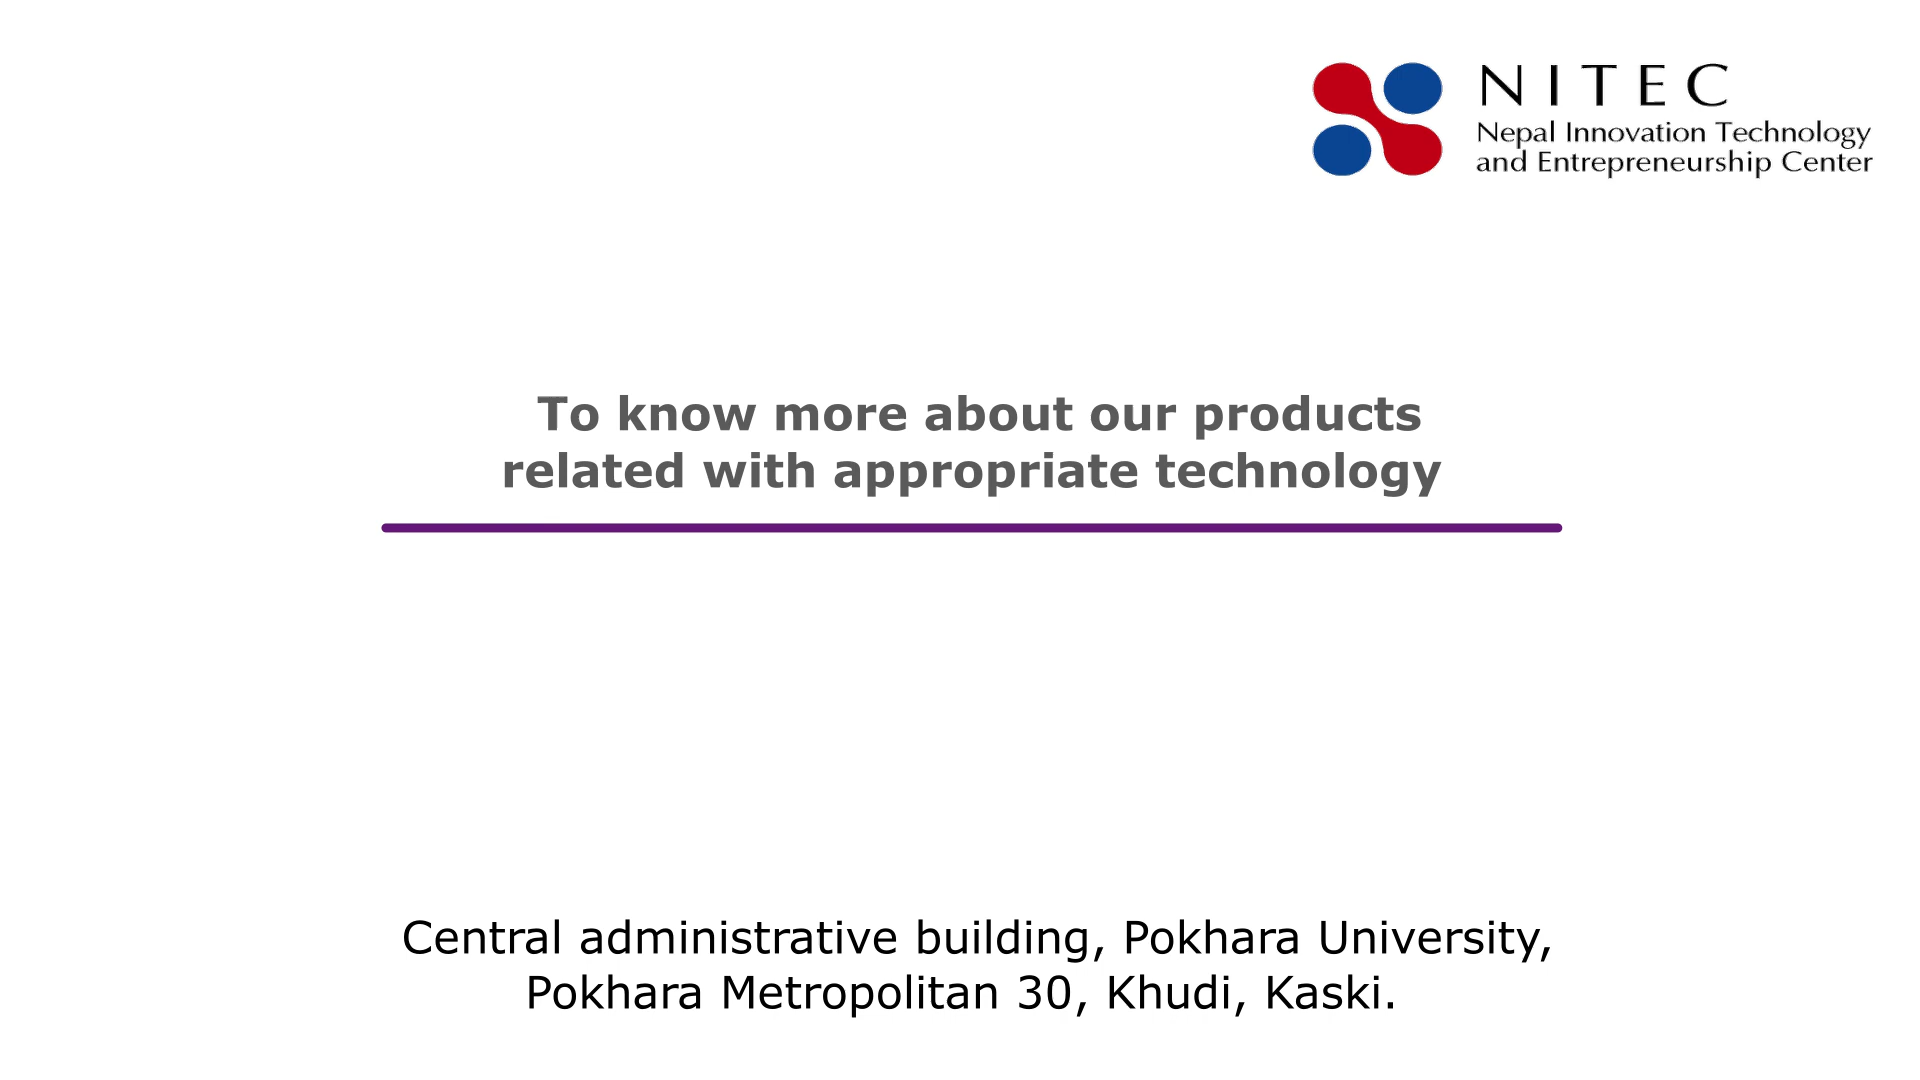 NITEC
Nepal Innovation Technology
and Entrepreneurship Center
To know more about our products
related with appropriate technology
Central administrative building, Pokhara University,
Pokhara Metropolitan 30, Khudi, Kaski.